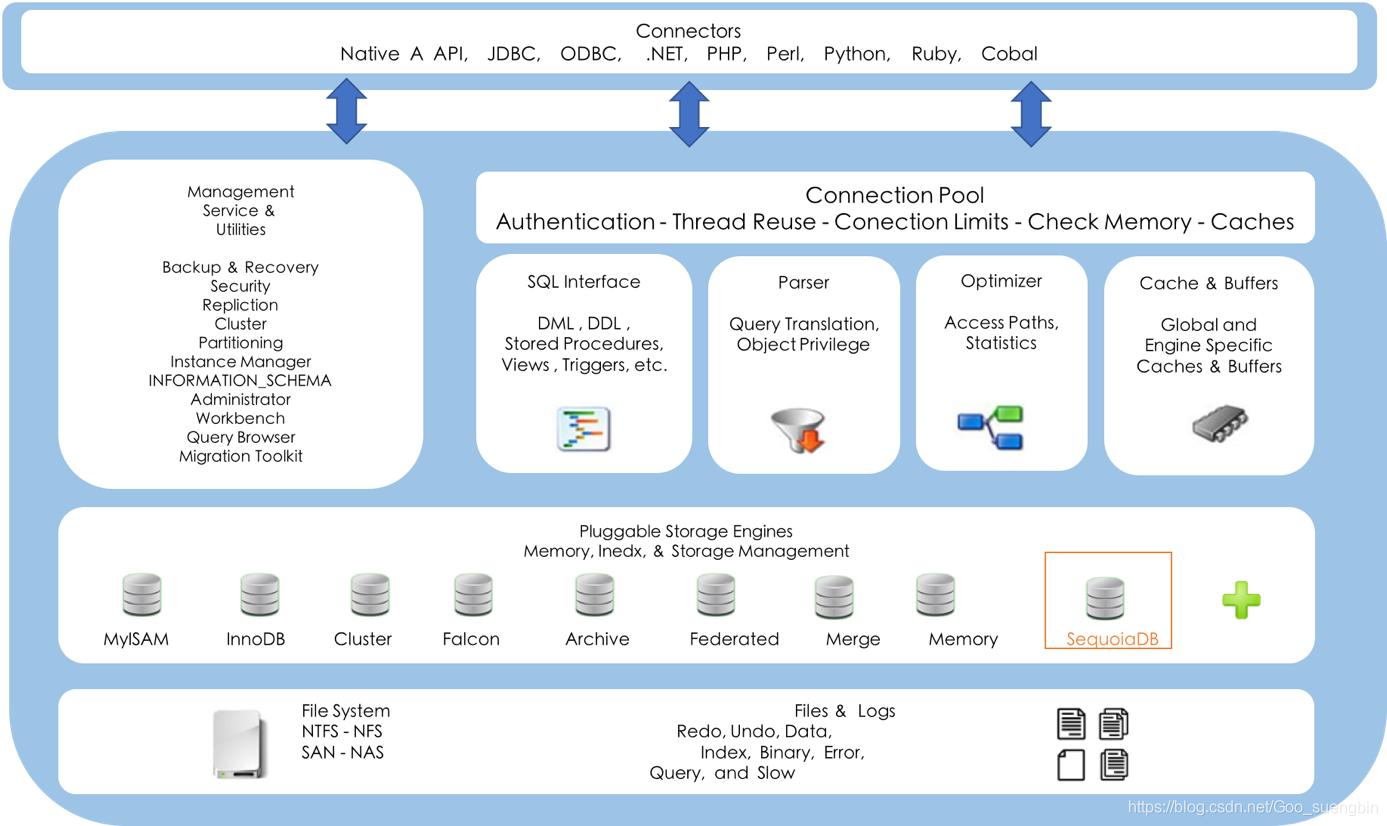 Connectors
Native A API, JDBC, ODBC, .NET, PHP, Perl, Python, Ruby, Cobal
Management
Service &
Utilities
Backup & Recovery
Security
Repliction
Cluster
Partitioning
Instance Manager
INFORMATION_SCHEMA
Administrator
Workbench
Query Browser
Migration Toolkit
Connection Pool
Authentication - Thread Reuse - Conection Limits - Check Memory - Caches
SQL Interface
DML , DDL ,
Stored Procedures,
Views , Triggers, etc.
Parser
Query Translation,
Object Privilege
Optimizer
Access Paths,
Statistics
Cache & Buffers
Global and
Engine Specific
Caches & Buffers
Pluggable Storage Engines
Memory, Inedx, & Storage Management
MyISAM InnoDB Cluster Falcon Archive Federated Merge Memory SequoiaDB
File System
NTFS - NFS
SAN - NAS
Files & Logs
Redo, Undo, Data,
Index, Binary, Error,
Query, and Slow
https://blog.csdn.net/Goo_suengbin